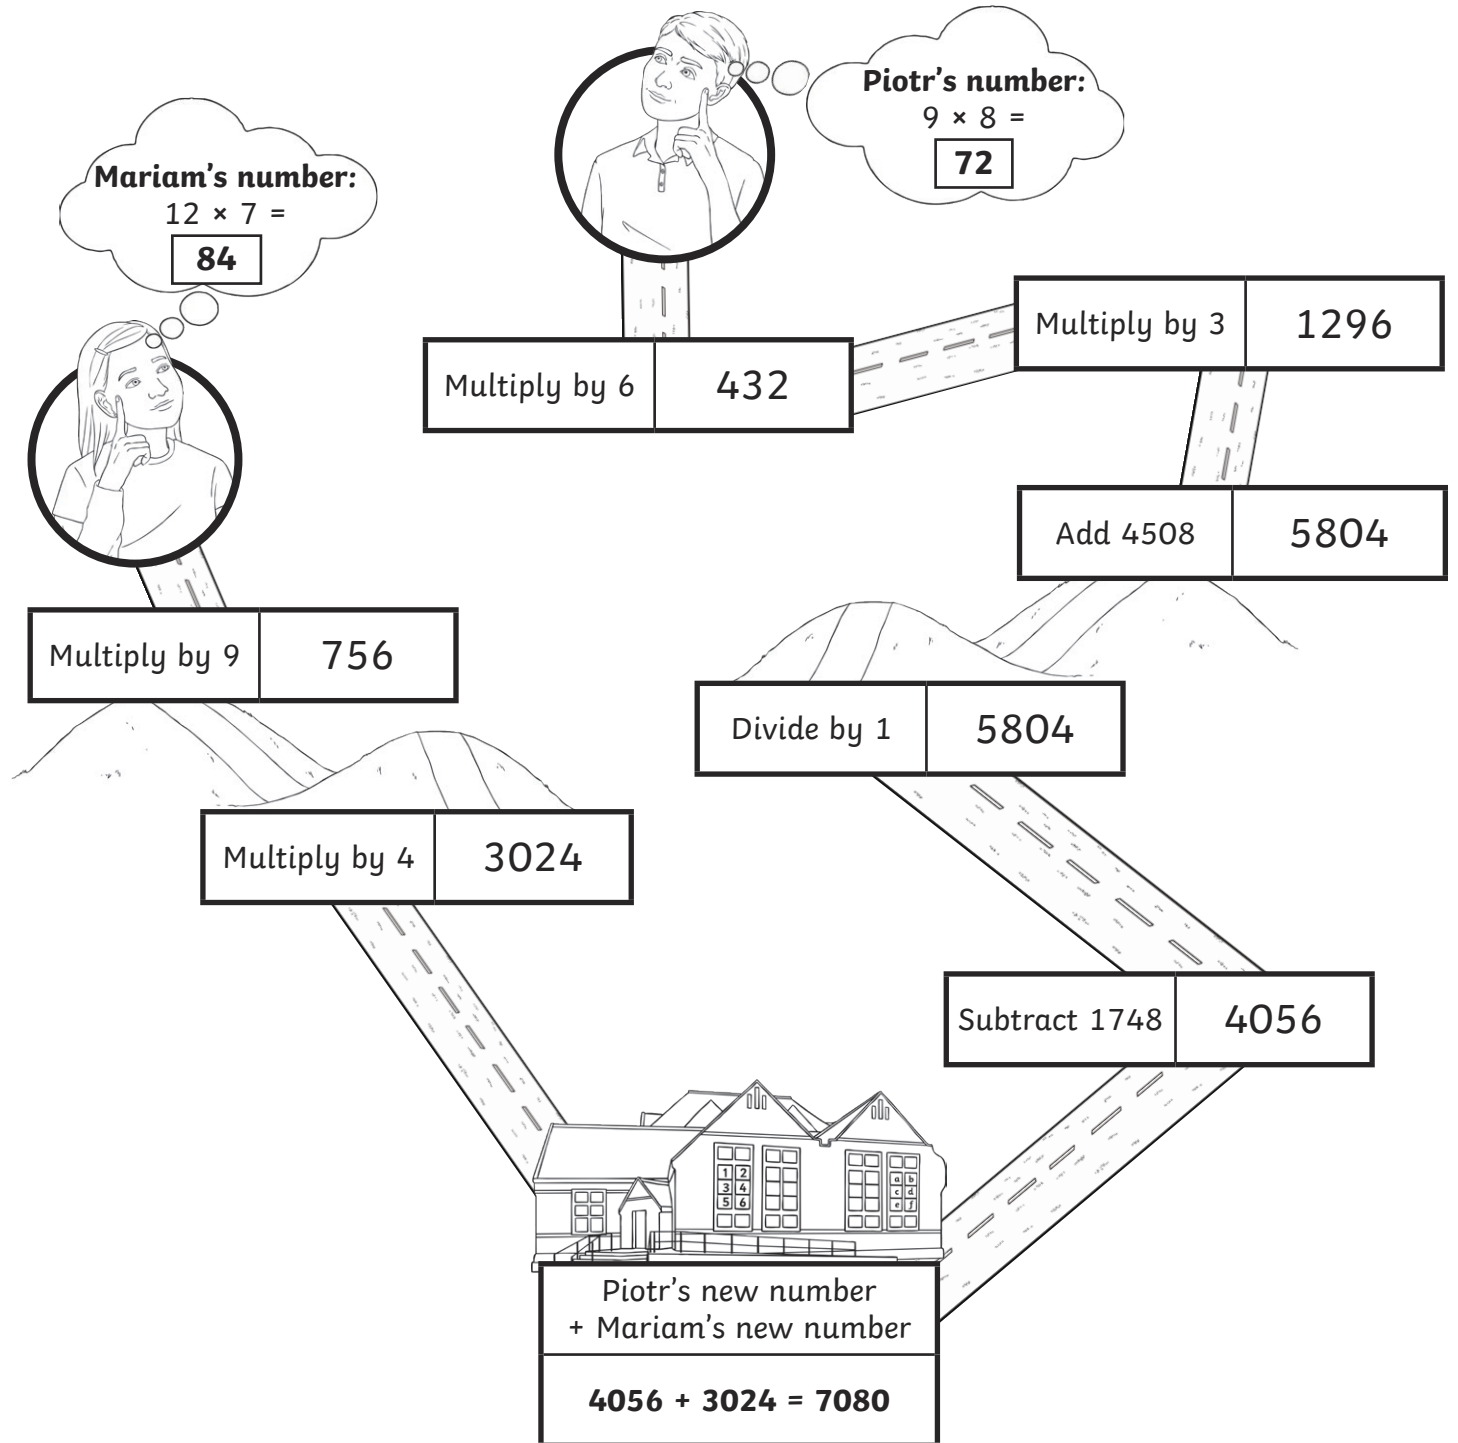 Piotr's number:
9 × 8 =
72
Mariam's number:
12 × 7 =
84
Multiply by 6
432
Multiply by 3
1296
Add 4508
5804
Multiply by 9
756
Divide by 1
5804
Multiply by 4
3024
Subtract 1748
4056
1 2
3 4
5 6
a b
c d
e f
Piotr's new number
+ Mariam's new number
4056 + 3024 = 7080